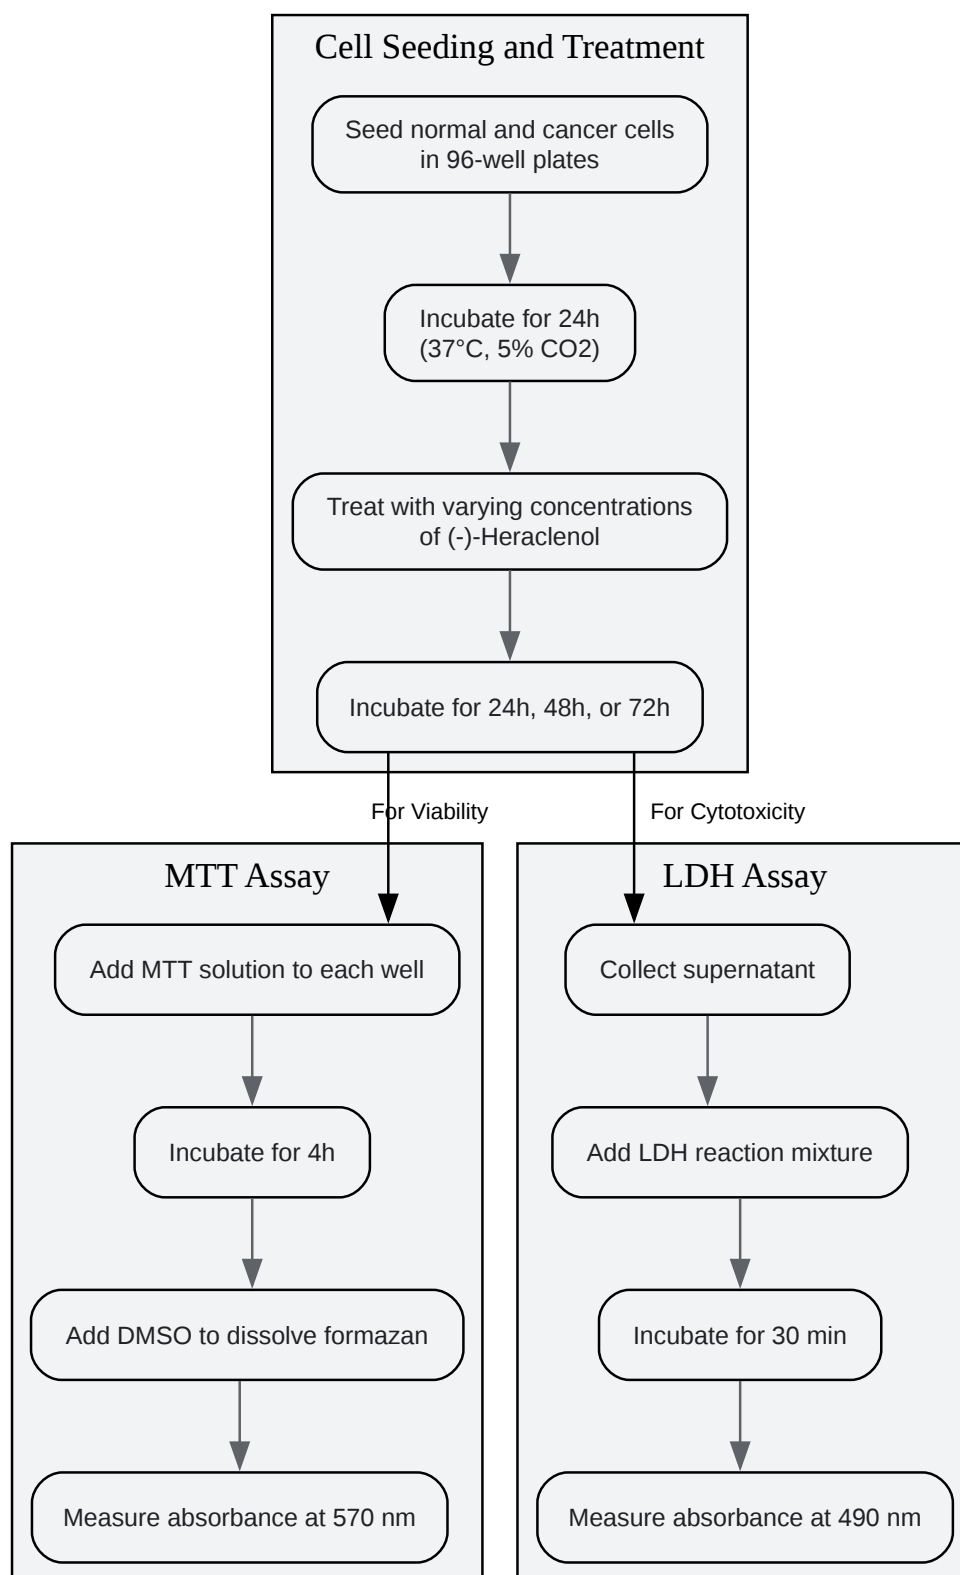 Cell Seeding and Treatment
Seed normal and cancer cells
in 96-well plates
Incubate for 24h
(37°C, 5% CO2)
Treat with varying concentrations
of (-)-Heraclenol
Incubate for 24h, 48h, or 72h
For Viability
For Cytotoxicity
MTT Assay
Add MTT solution to each well
Incubate for 4h
Add DMSO to dissolve formazan
Measure absorbance at 570 nm
LDH Assay
Collect supernatant
Add LDH reaction mixture
Incubate for 30 min
Measure absorbance at 490 nm